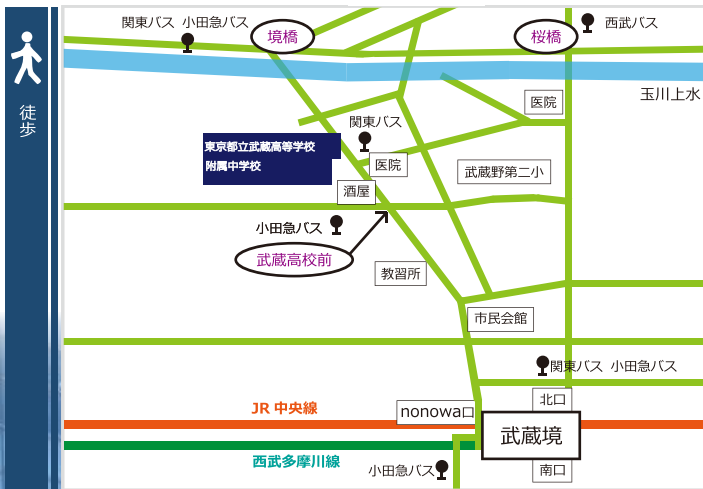 関東バス 小田急バス
境橋
桜橋
西武バス
徒歩
玉川上水
医院
関東バス
東京都立武蔵高等学校
附属中学校
医院
武蔵野第二小
酒屋
小田急バス
武蔵高校前
教習所
市民会館
関東バス 小田急バス
JR 中央線
nonowa口
北口
武蔵境
西武多摩川線
小田急バス
南口